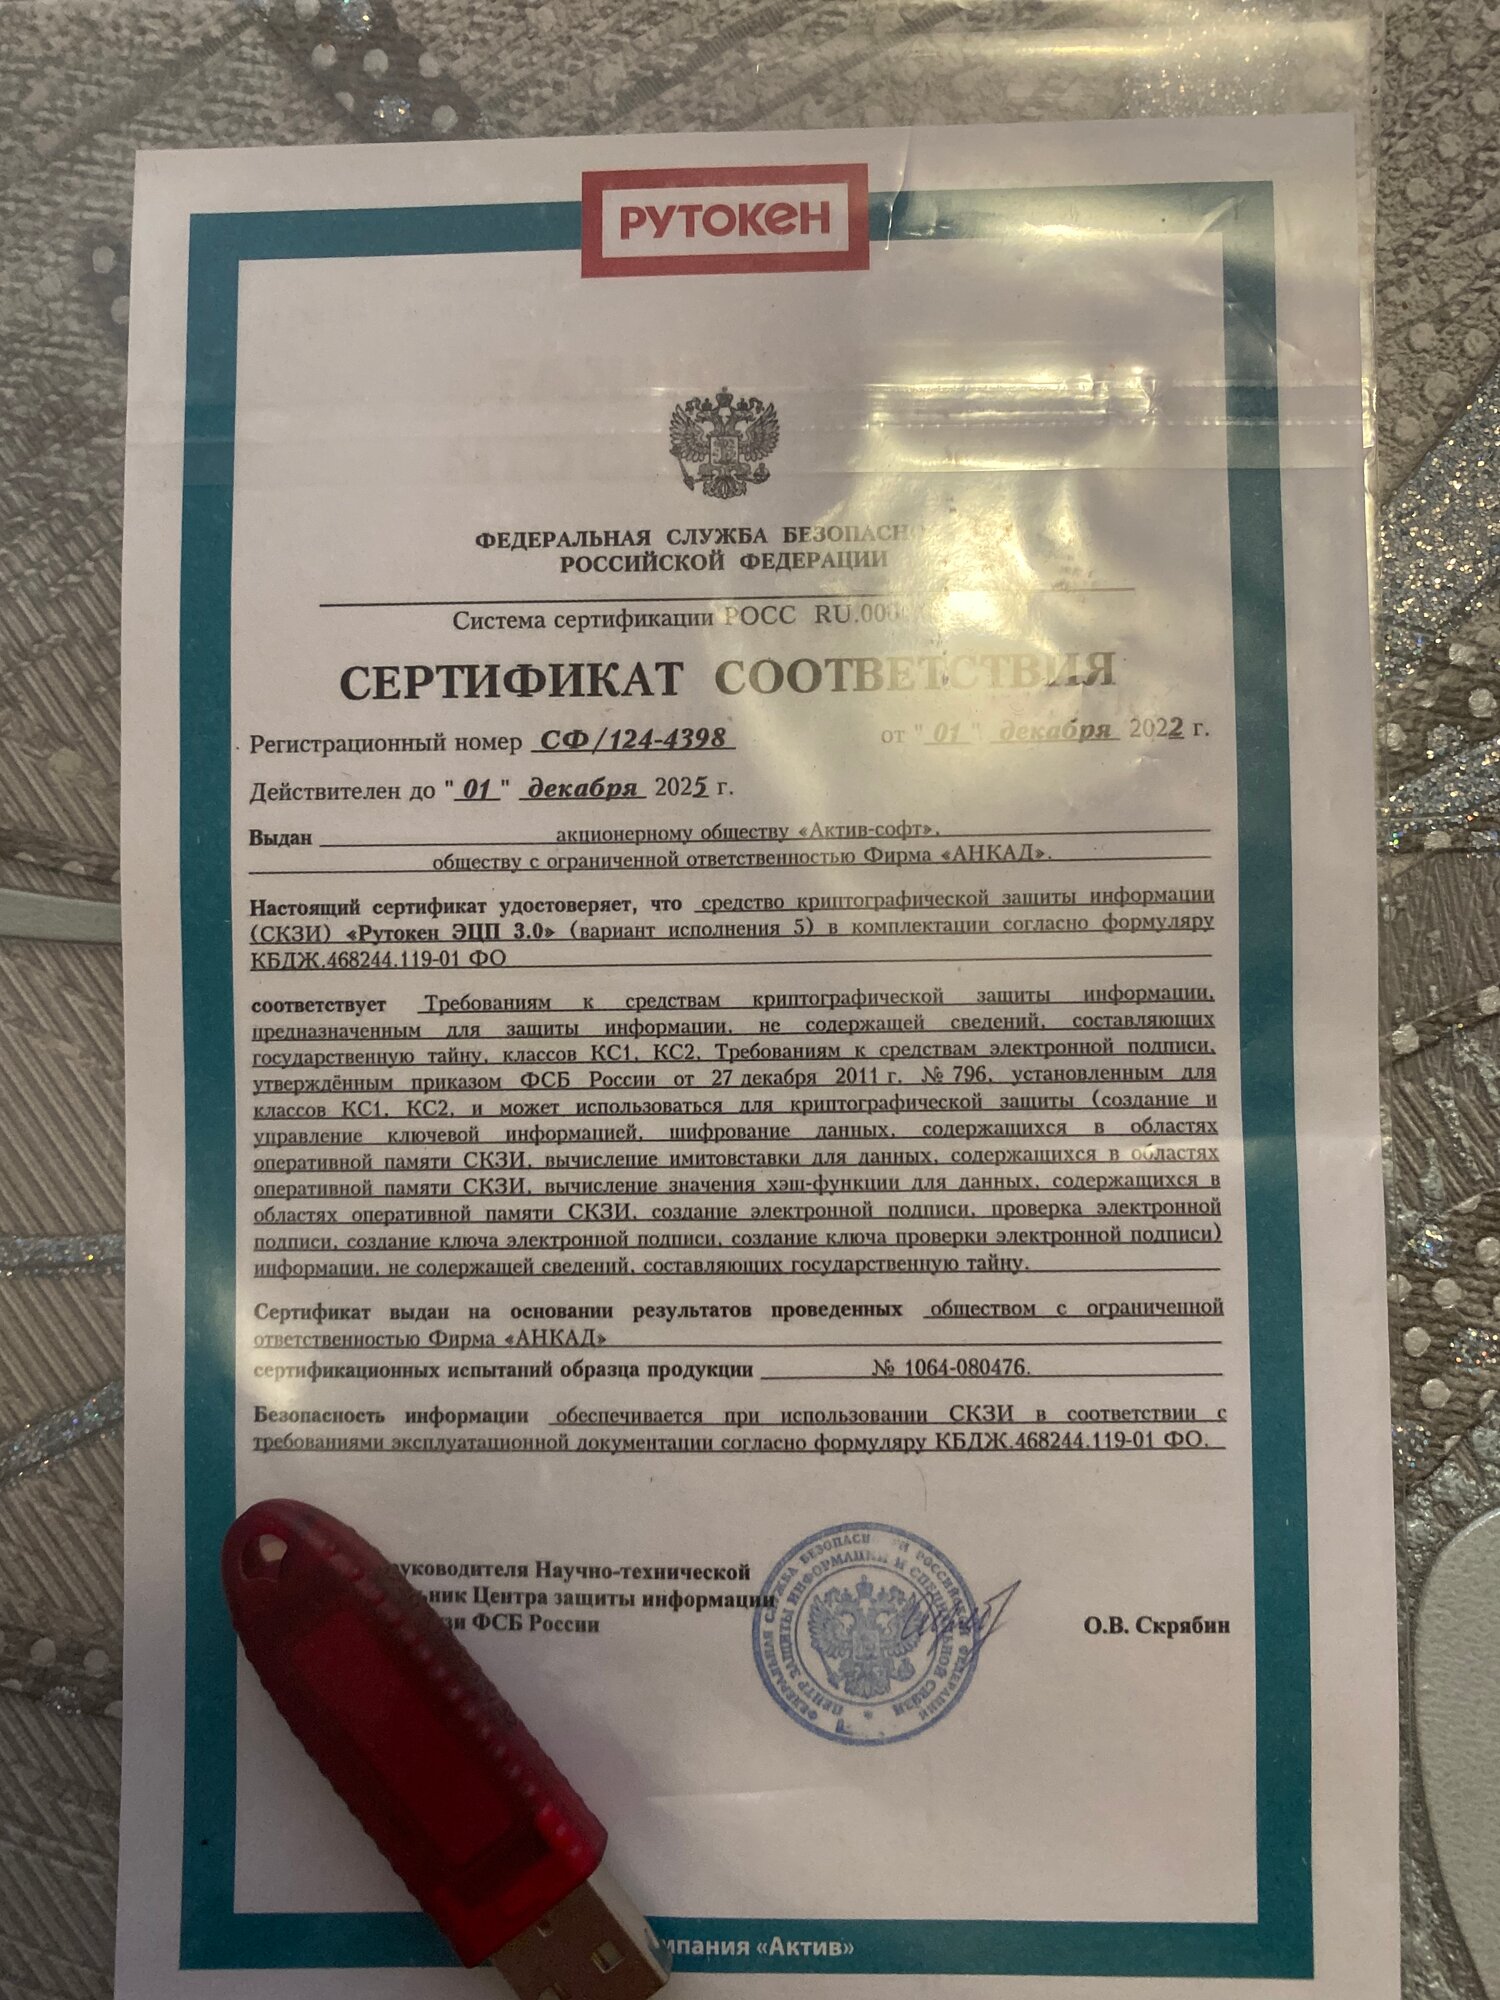 РУТОКЕН
ФЕДЕРАЛЬНАЯ СЛУЖБА
РОССИЙСКОЙ ФЕДЕРАЦИИ
Система сертификации РОСС RU.000
СЕРТИФИКАТ СООТВЕТСТВИЯ
Регистрационный номер СФ/124-4398 от "01" декабря 2022 г.
Действителен до "01" декабря 2025 г.
Выдан акционерному обществу «Актив-софт»,
обществу с ограниченной ответственностью Фирма «АНКАД».
Настоящий сертификат удостоверяет, что средство криптографической защиты информации
(СКЗИ) «Рутокен ЭЦП 3.0» (вариант исполнения 5) в комплектации согласно формуляру
КБДЖ.468244.119-01 ФО
соответствует Требованиям к средствам криптографической защиты информации,
предназначенным для защиты информации, не содержащей сведений, составляющих
государственную тайну, классов КС1, КС2, Требованиям к средствам электронной подписи,
утверждённым приказом ФСБ России от 27 декабря 2011 г. № 796, установленным для
классов КС1, КС2, и может использоваться для криптографической защиты (создание и
управление ключевой информацией, шифрование данных, содержащихся в областях
оперативной памяти СКЗИ, вычисление имитовставки для данных, содержащихся в областях
оперативной памяти СКЗИ, вычисление значения хэш-функции для данных, содержащихся в
областях оперативной памяти СКЗИ, создание электронной подписи, проверка электронной
подписи, создание ключа электронной подписи, создание ключа проверки электронной подписи)
информации, не содержащей сведений, составляющих государственную тайну.
Сертификат выдан на основании результатов проведенных обществом с ограниченной
ответственностью Фирма «АНКАД»
сертификационных испытаний образца продукции № 1064-080476.
Безопасность информации обеспечивается при использовании СКЗИ в соответствии с
требованиями эксплуатационной документации согласно формуляру КБДЖ.468244.119-01 ФО.
Научно-технической
Центра защиты информации
ФСБ России
О.В. Скрябин
ФЕДЕРАЛЬНАЯ СЛУЖБА БЕЗОПАСНОСТИ РОССИЙСКОЙ ФЕДЕРАЦИИ
ЦЕНТР ЗАЩИТЫ ИНФОРМАЦИИ И СПЕЦИАЛЬНОЙ СВЯЗИ
«Актив»